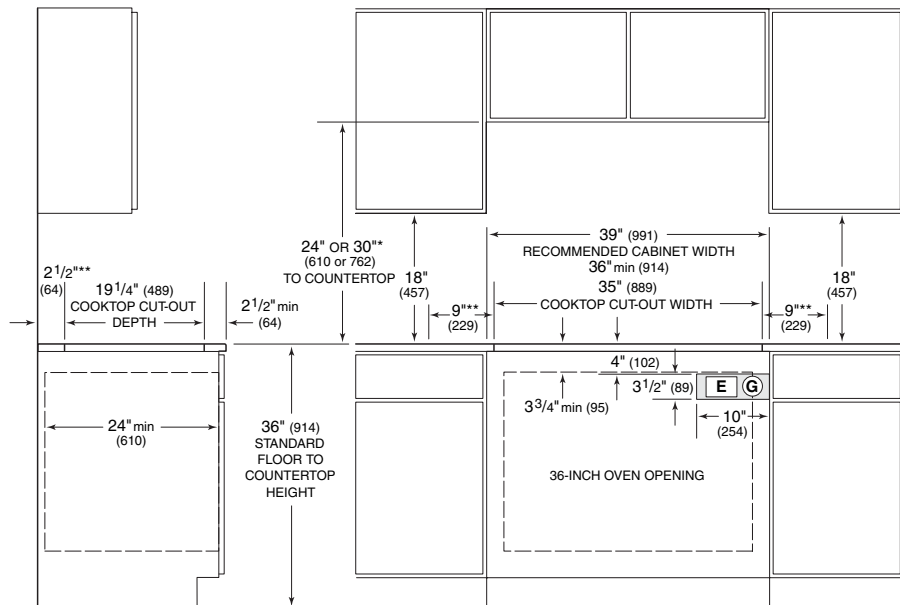 24" OR 30"*
(610 or 762)
TO COUNTERTOP
18"
(457)
39" (991)
RECOMMENDED CABINET WIDTH
36" min (914)
35" (889)
COOKTOP CUT-OUT WIDTH
18"
(457)
2 1/2"**
(64)
19 1/4" (489)
COOKTOP CUT-OUT
DEPTH
2 1/2" min
(64)
9"**
(229)
9"**
(229)
4" (102)
3 1/2" (89)
E
G
3 3/4" min (95)
10"
(254)
24" min
(610)
36" (914)
STANDARD
FLOOR TO
COUNTERTOP
HEIGHT
36-INCH OVEN OPENING